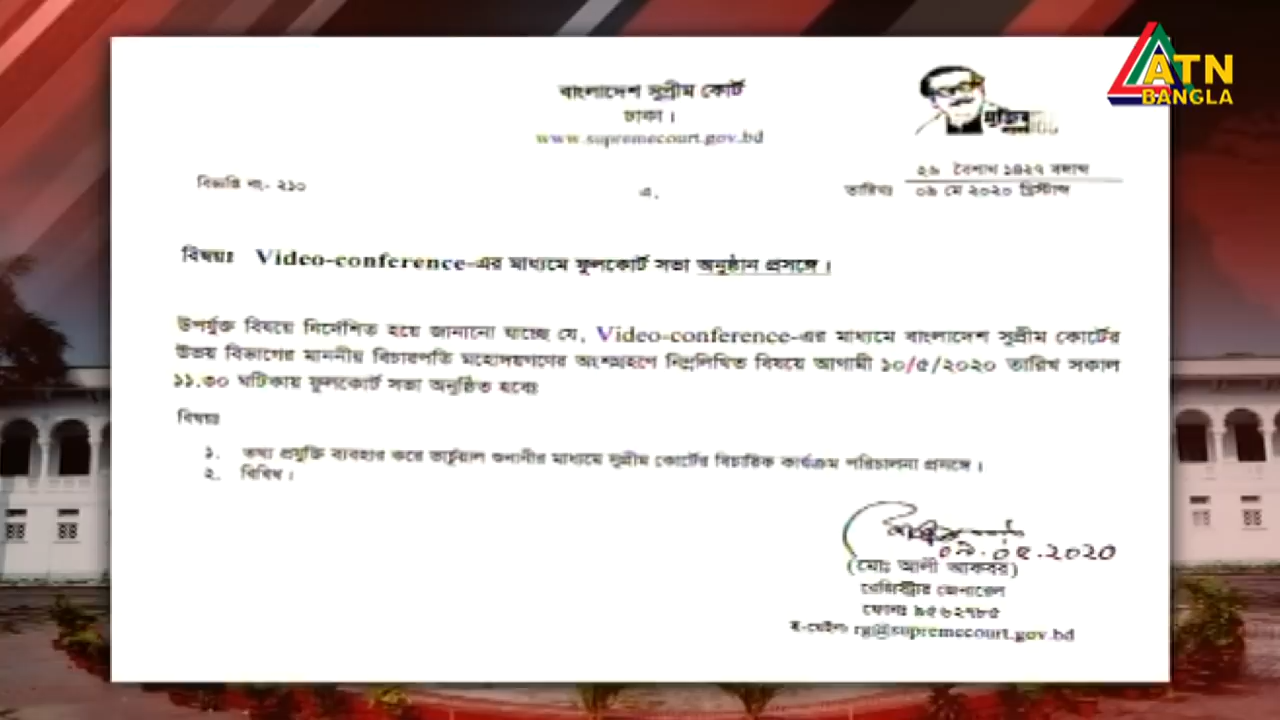 ATN
BANGLA
বাংলাদেশ সুপ্রীম কোর্ট
ঢাকা।
www.supremecourt.gov.bd
মুজিব
বিজ্ঞপ্তি নং- ২১০
এ,
২৬ বৈশাখ ১৪২৭ বঙ্গাব্দ
তারিখঃ ০৯ মে ২০২০ খ্রিস্টাব্দ
বিষয়ঃ Video-conference-এর মাধ্যমে ফুলকোর্ট সভা অনুষ্ঠান প্রসঙ্গে।
উপর্যুক্ত বিষয়ে নির্দেশিত হয়ে জানানো যাচ্ছে যে, Video-conference-এর মাধ্যমে বাংলাদেশ সুপ্রীম কোর্টের
উভয় বিভাগের মাননীয় বিচারপতি মহোদয়গণের অংশগ্রহণে নিম্নলিখিত বিষয়ে আগামী ১০/৫/২০২০ তারিখ সকাল
১১.৩০ ঘটিকায় ফুলকোর্ট সভা অনুষ্ঠিত হবেঃ
বিষয়ঃ
১. তথ্য প্রযুক্তি ব্যবহার করে ভার্চুয়াল শুনানীর মাধ্যমে সুপ্রীম কোর্টের বিচারিক কার্যক্রম পরিচালনা প্রসঙ্গে।
২. বিবিধ।
০৯.০৫.২০২০
(মোঃ আলী আকবর)
রেজিস্ট্রার জেনারেল
ফোনঃ ৯৫৬২৭৮৫
ই-মেইলঃ rg@supremecourt.gov.bd